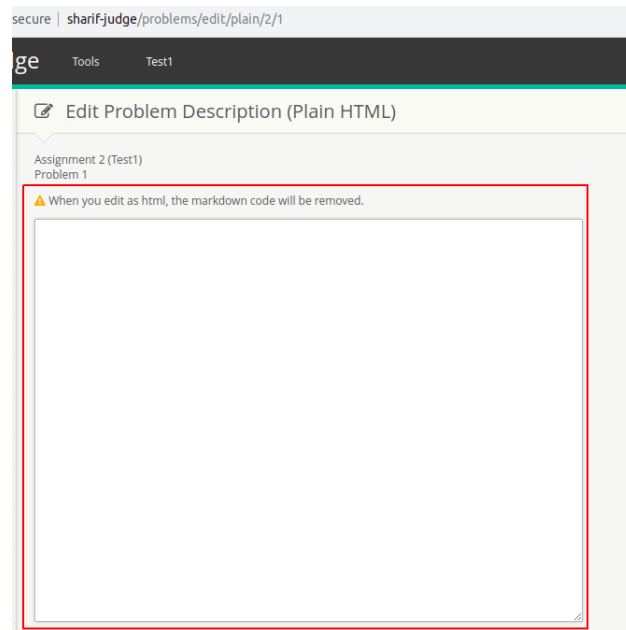 secure | sharif-judge/problems/edit/plain/2/1
ge Tools Test1
Edit Problem Description (Plain HTML)
Assignment 2 (Test1)
Problem 1
When you edit as html, the markdown code will be removed.